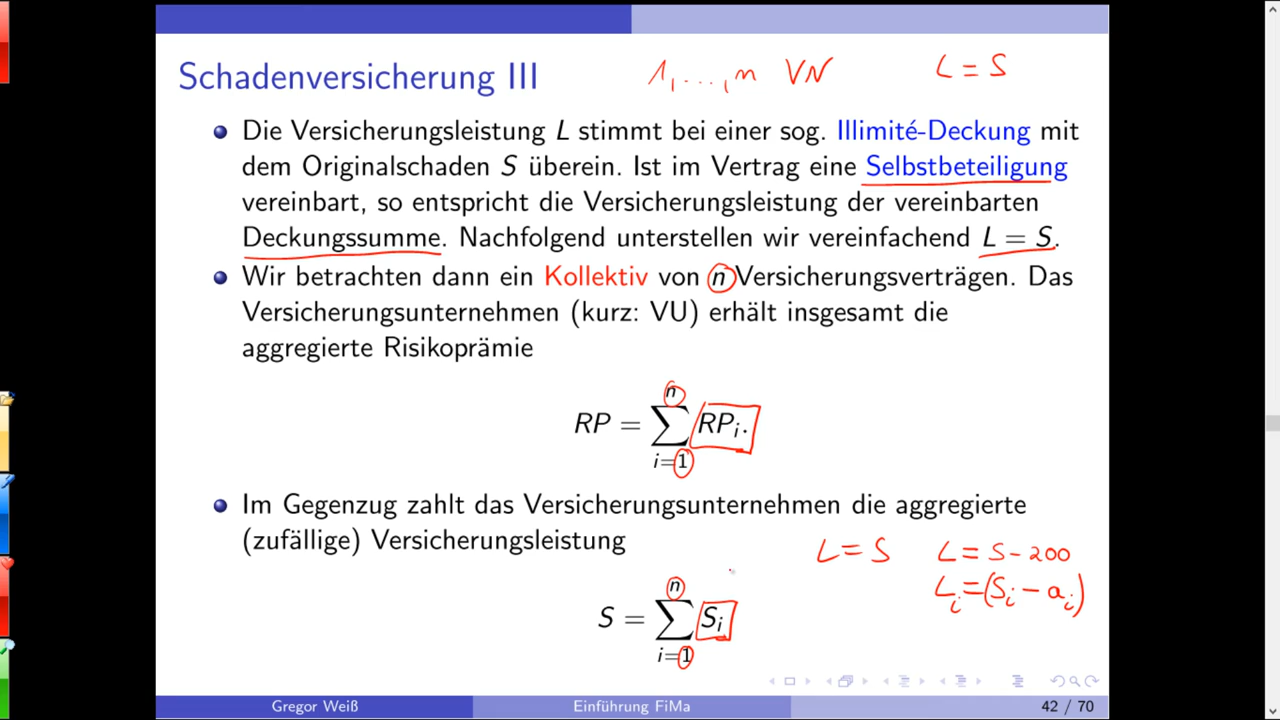 Schadenversicherung III
1,...,n VN
L = S
Die Versicherungsleistung L stimmt bei einer sog. Illimité-Deckung mit
dem Originalschaden S überein. Ist im Vertrag eine Selbstbeteiligung
vereinbart, so entspricht die Versicherungsleistung der vereinbarten
Deckungssumme. Nachfolgend unterstellen wir vereinfachend L = S.
Wir betrachten dann ein Kollektiv von n Versicherungsverträgen. Das
Versicherungsunternehmen (kurz: VU) erhält insgesamt die
aggregierte Risikoprämie
RP = ∑_{i=1}^{n} RP_i.
Im Gegenzug zahlt das Versicherungsunternehmen die aggregierte
(zufällige) Versicherungsleistung
L = S
L = S - 200
L_i = (S_i - a_i)
S = ∑_{i=1}^{n} S_i
Gregor Weiß
Einführung FiMa
42 / 70